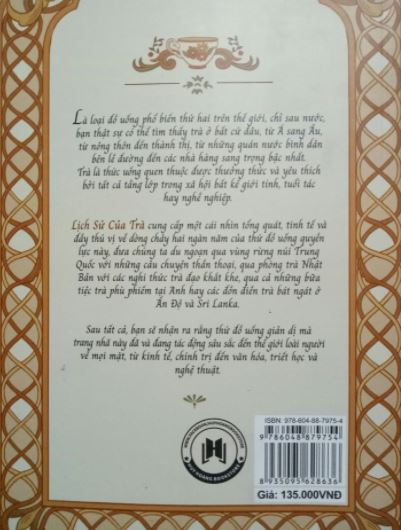 Là loại đồ uống phổ biến thứ hai trên thế giới, chỉ sau nước,
bạn thật sự có thể tìm thấy trà ở bất cứ đâu, từ Á sang Âu,
từ nông thôn đến thành thị, từ những quán nước bình dân
bên lề đường đến các nhà hàng sang trọng bậc nhất.
Trà là thức uống quen thuộc được thưởng thức và yêu thích
bởi tất cả tầng lớp trong xã hội bất kể giới tính, tuổi tác
hay nghề nghiệp.
Lịch Sử Của Trà cung cấp một cái nhìn tổng quát, tinh tế và
đầy thú vị về dòng chảy hai ngàn năm của thứ đồ uống quyền
lực này, đưa chúng ta du ngoạn qua vùng rừng núi Trung
Quốc với những câu chuyện thần thoại, qua phòng trà Nhật
Bản với các nghi thức trà đạo khắt khe, qua cả những bữa
tiệc trà phù phiếm tại Anh hay các đồn điền trà bát ngát ở
Ấn Độ và Sri Lanka.
Sau tất cả, bạn sẽ nhận ra rằng thứ đồ uống giản dị mà
trang nhã này đã và đang tác động sâu sắc đến thế giới loài người
về mọi mặt, từ kinh tế, chính trị đến văn hóa, triết học và
nghệ thuật.
ISBN: 978-604-88-7975-4
9 786048 879754
8 935095 628636
Giá: 135.000VNĐ
HUY HOANG BOOKSTORE